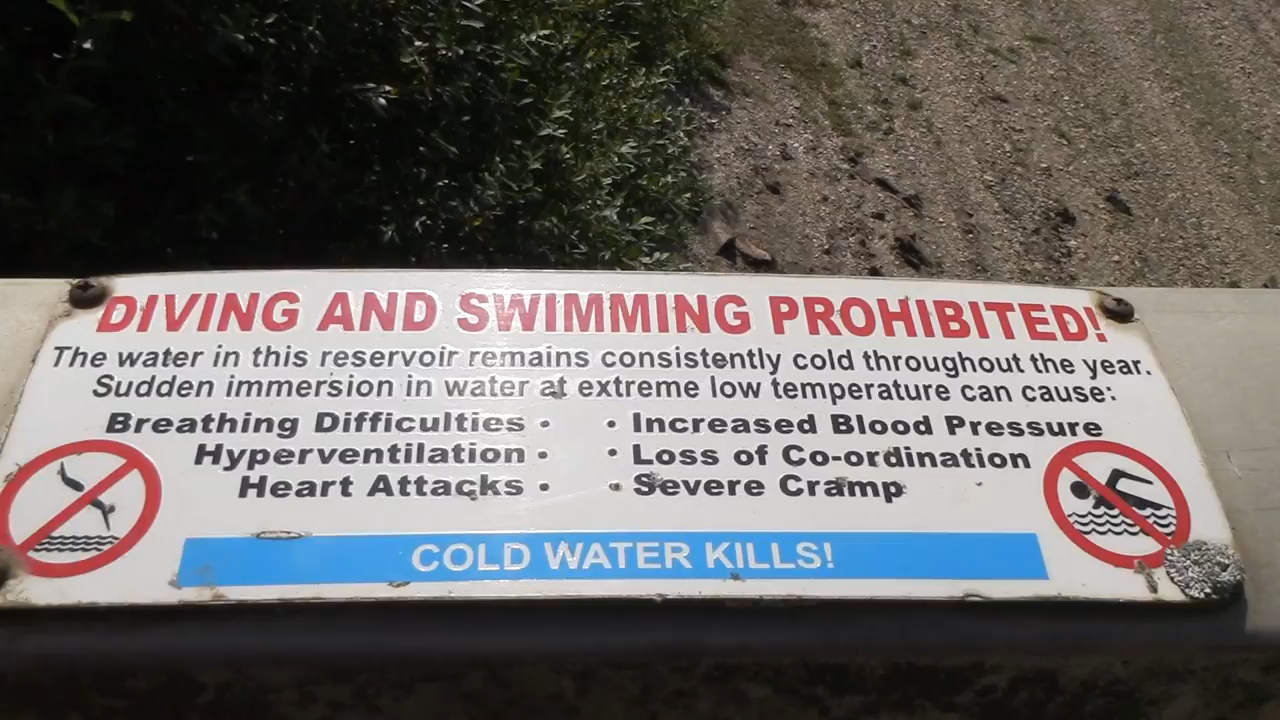 DIVING AND SWIMMING PROHIBITED!
The water in this reservoir remains consistently cold throughout the year.
Sudden immersion in water at extreme low temperature can cause:
Breathing Difficulties • • Increased Blood Pressure
Hyperventilation • • Loss of Co-ordination
Heart Attacks • • Severe Cramp
COLD WATER KILLS!